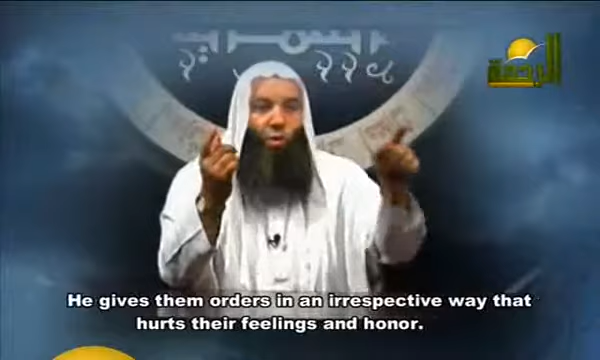 الرحمة
He gives them orders in an irrespective way that
hurts their feelings and honor.